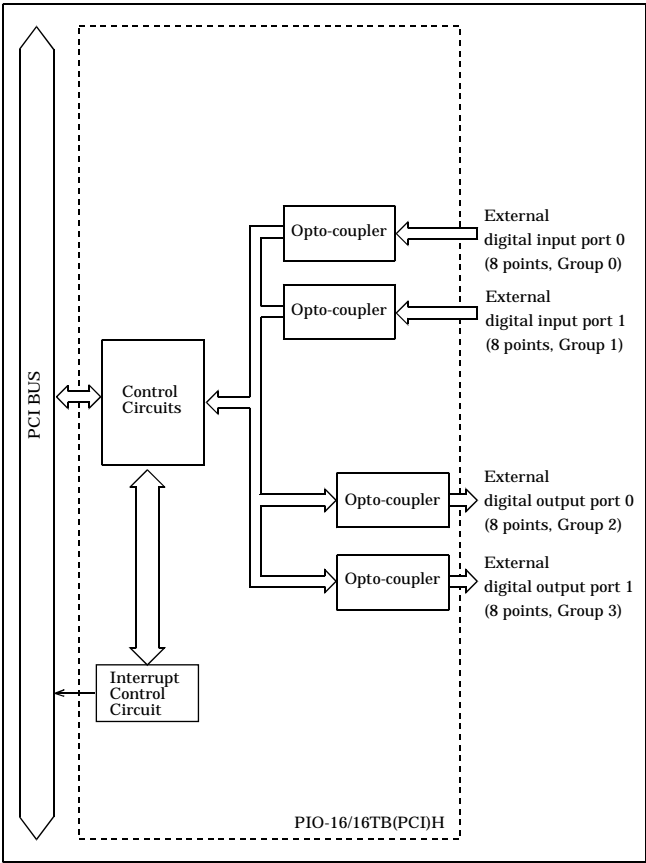 PCI BUS
Control
Circuits
Interrupt
Control
Circuit
Opto-coupler
External
digital input port 0
(8 points, Group 0)
Opto-coupler
External
digital input port 1
(8 points, Group 1)
Opto-coupler
External
digital output port 0
(8 points, Group 2)
Opto-coupler
External
digital output port 1
(8 points, Group 3)
PIO-16/16TB(PCI)H